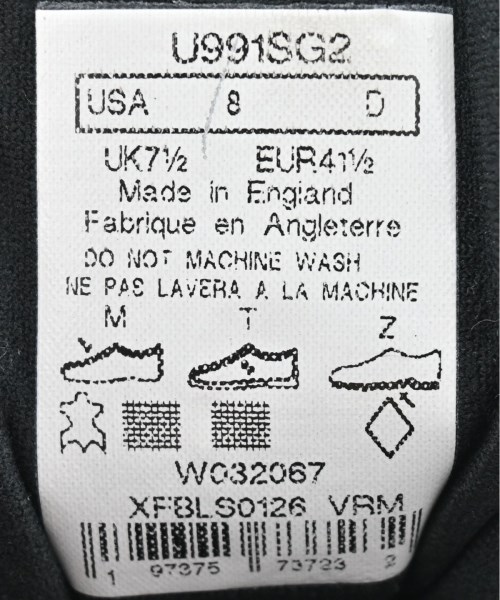 U991SG2
USA 8 D
UK7½ EUR41½
Made in England
Fabrique en Angleterre
DO NOT MACHINE WASH
NE PAS LAVERA A LA MACHINE
M T Z
W032067
XFBLS0126 VRM
1 97375 73723 2